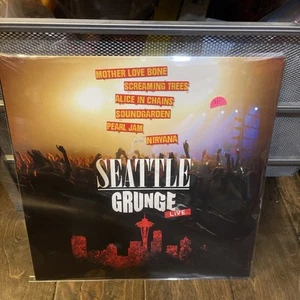 MOTHER LOVE BONE
SCREAMING TREES
ALICE IN CHAINS
SOUNDGARDEN
PEARL JAM
NIRVANA
SEATTLE
GRUNGE
LIVE